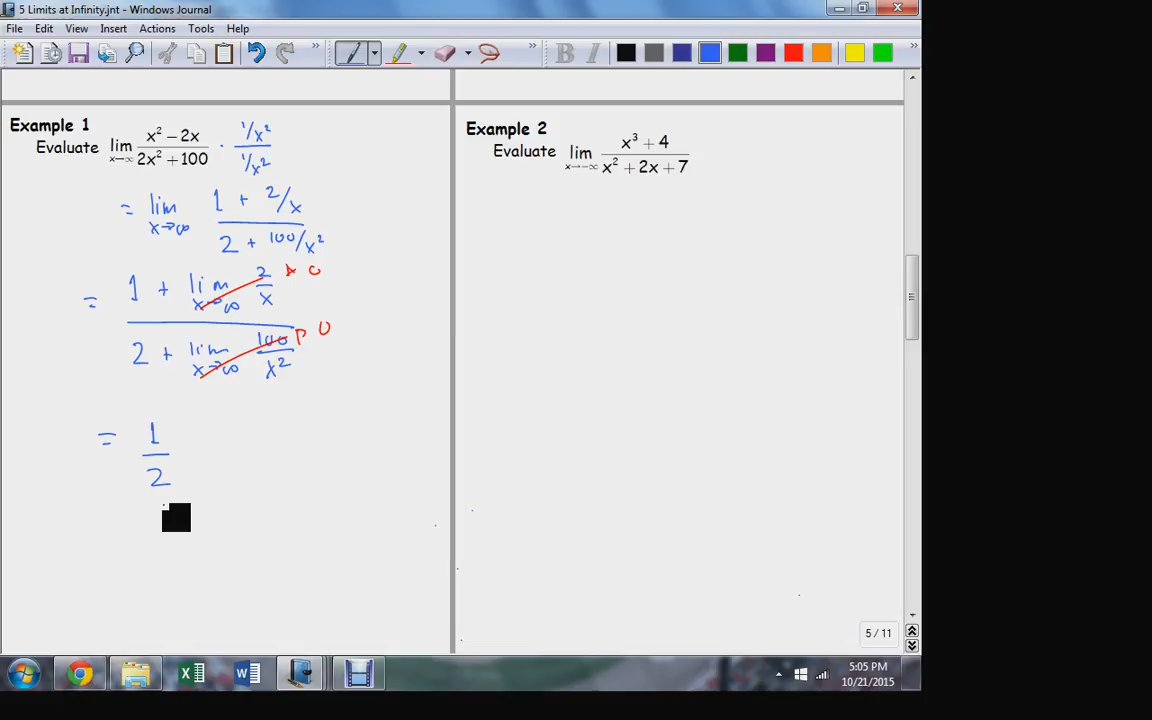 5 Limits at Infinity.jnt - Windows Journal
File Edit View Insert Actions Tools Help
B I
Example 1
Evaluate lim x→∞ (x² − 2x)/(2x² + 100) · (1/x²)/(1/x²)
= lim x→∞ (1 + 2/x)/(2 + 100/x²)
= (1 + lim x→∞ 2/x → 0)/(2 + lim x→∞ 100/x² → 0)
= 1/2
Example 2
Evaluate lim x→−∞ (x³ + 4)/(x² + 2x + 7)
5 / 11
5:05 PM
10/21/2015